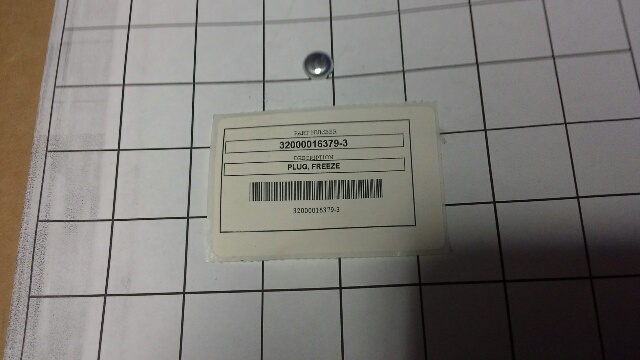 PART NUMBER
32000016379-3
DESCRIPTION
PLUG, FREEZE
32000016379-3